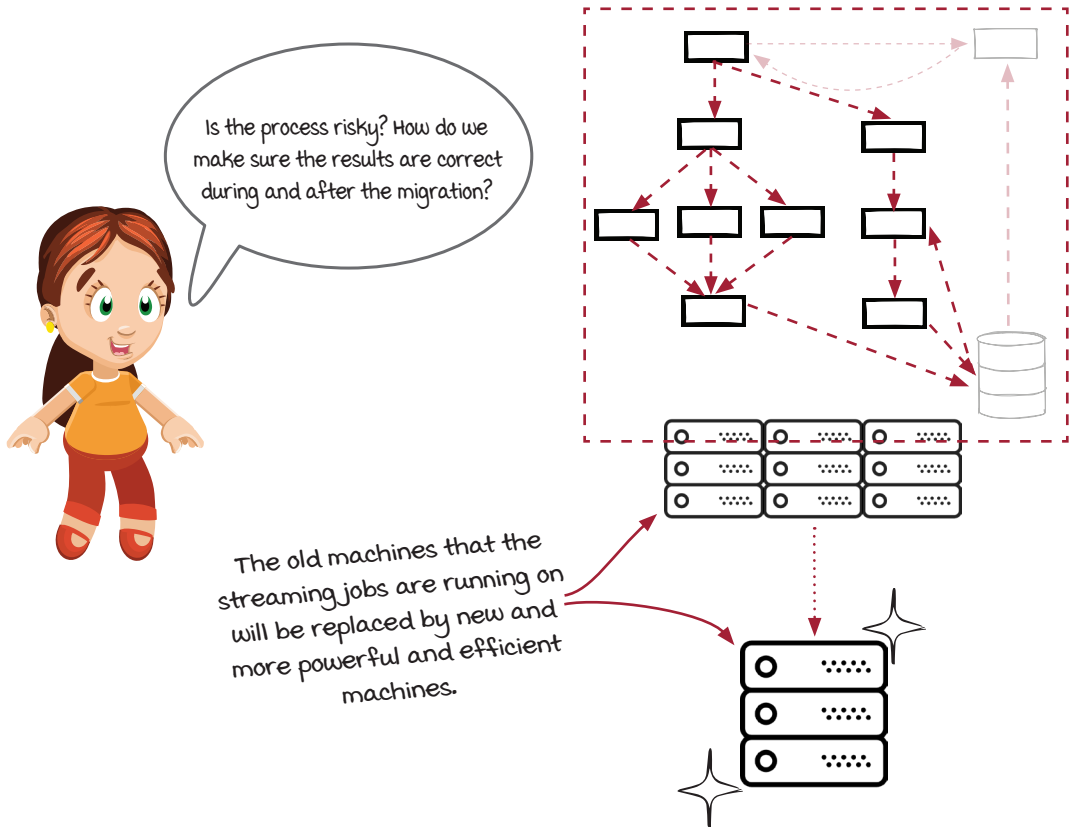 Is the process risky? How do we
make sure the results are correct
during and after the migration?
The old machines that the
streaming jobs are running on
will be replaced by new and
more powerful and efficient
machines.